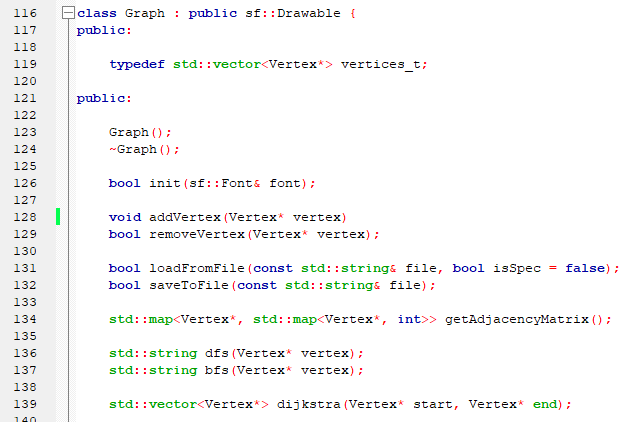 116 class Graph : public sf::Drawable {
117 public:
118
119 typedef std::vector<Vertex*> vertices_t;
120
121 public:
122
123 Graph();
124 ~Graph();
125
126 bool init(sf::Font& font);
127
128 void addVertex(Vertex* vertex)
129 bool removeVertex(Vertex* vertex);
130
131 bool loadFromFile(const std::string& file, bool isSpec = false);
132 bool saveToFile(const std::string& file);
133
134 std::map<Vertex*, std::map<Vertex*, int>> getAdjacencyMatrix();
135
136 std::string dfs(Vertex* vertex);
137 std::string bfs(Vertex* vertex);
138
139 std::vector<Vertex*> dijkstra(Vertex* start, Vertex* end);
140